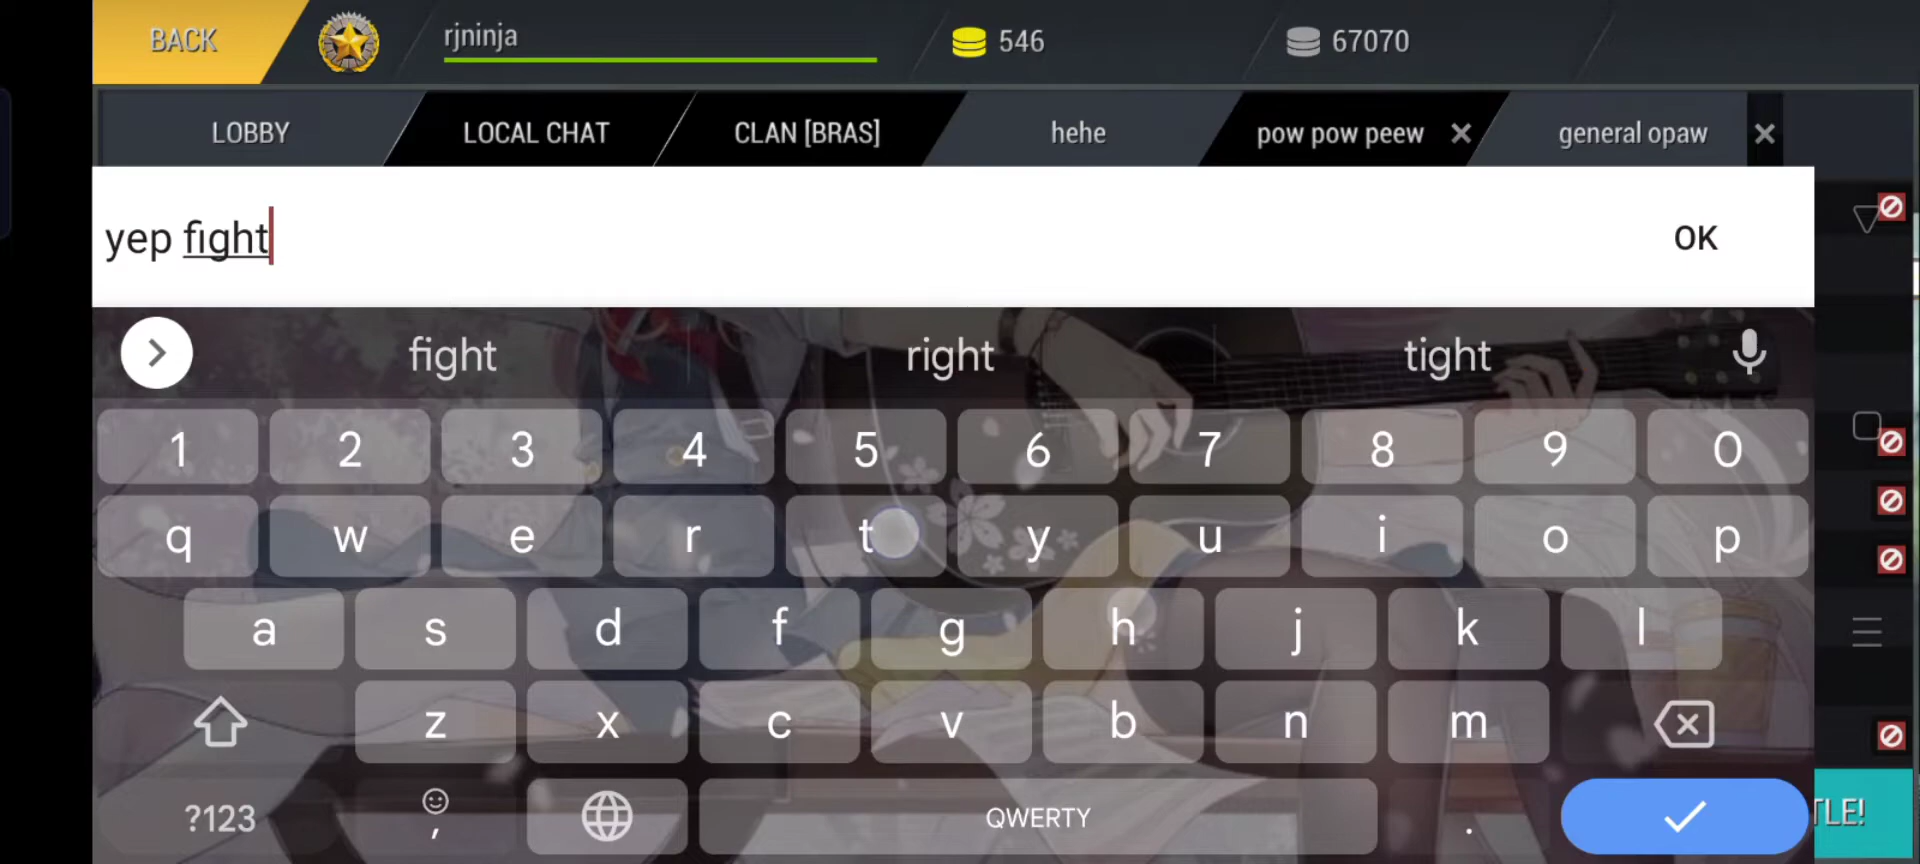 BACK
rjninja
546
67070
LOBBY
LOCAL CHAT
CLAN [BRAS]
hehe
pow pow peew
general opaw
yep fight
OK
fight
right
tight
1 2 3 4 5 6 7 8 9 0
q w e r t y u i o p
a s d f g h j k l
z x c v b n m
?123
,
QWERTY
.
TLE!